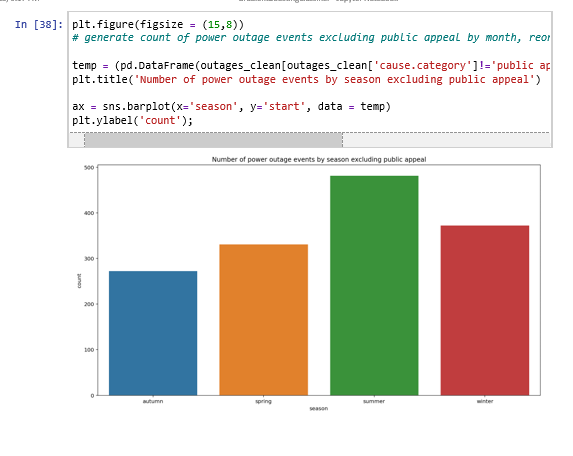 In [38]: plt.figure(figsize = (15,8))
# generate count of power outage events excluding public appeal by month,
temp = (pd.DataFrame(outages_clean[outages_clean['cause.category']!='public
plt.title('Number of power outage events by season excluding public appeal')
ax = sns.barplot(x='season', y='start', data = temp)
plt.ylabel('count');
Number of power outage events by season excluding public appeal
500
400
300
200
100
0
count
autumn spring summer winter
season